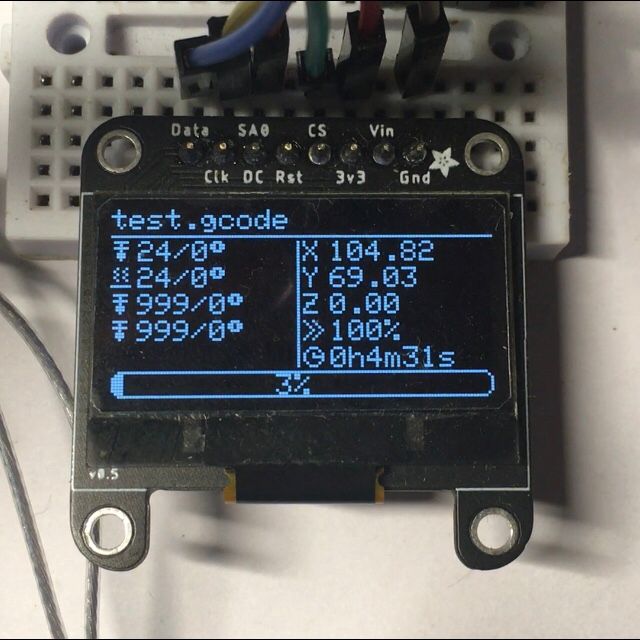 Data SA0 CS Vin
Clk DC Rst 3v3 Gnd
test.gcode
24/0° X 104.82
24/0° Y 69.03
999/0° Z 0.00
999/0° 100%
0h4m31s
3%
v0.5